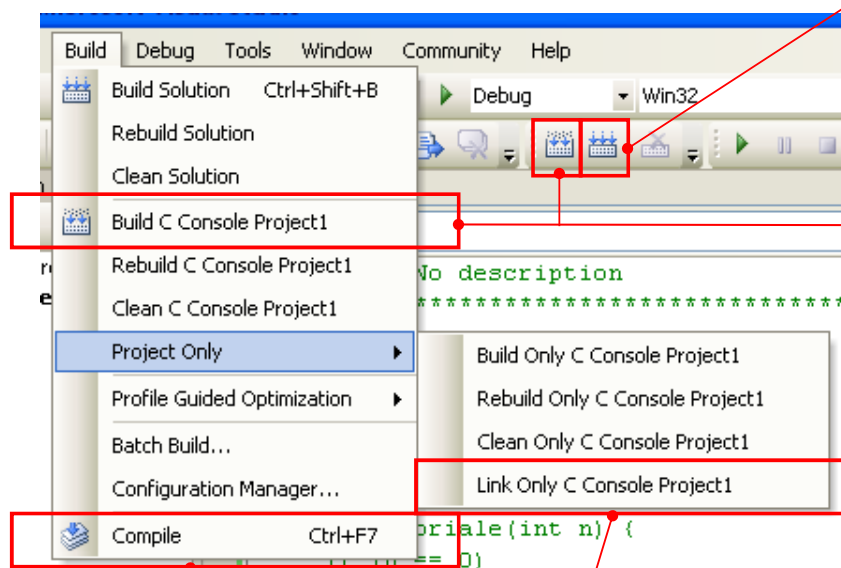 Build Debug Tools Window Community Help
Build Solution Ctrl+Shift+B
Debug Win32
Rebuild Solution
Clean Solution
Build C Console Project1
Rebuild C Console Project1
No description
Clean C Console Project1
******************************
Project Only
Build Only C Console Project1
Profile Guided Optimization
Rebuild Only C Console Project1
Batch Build...
Clean Only C Console Project1
Configuration Manager...
Link Only C Console Project1
Compile Ctrl+F7
oriale(int n) {
== 0)